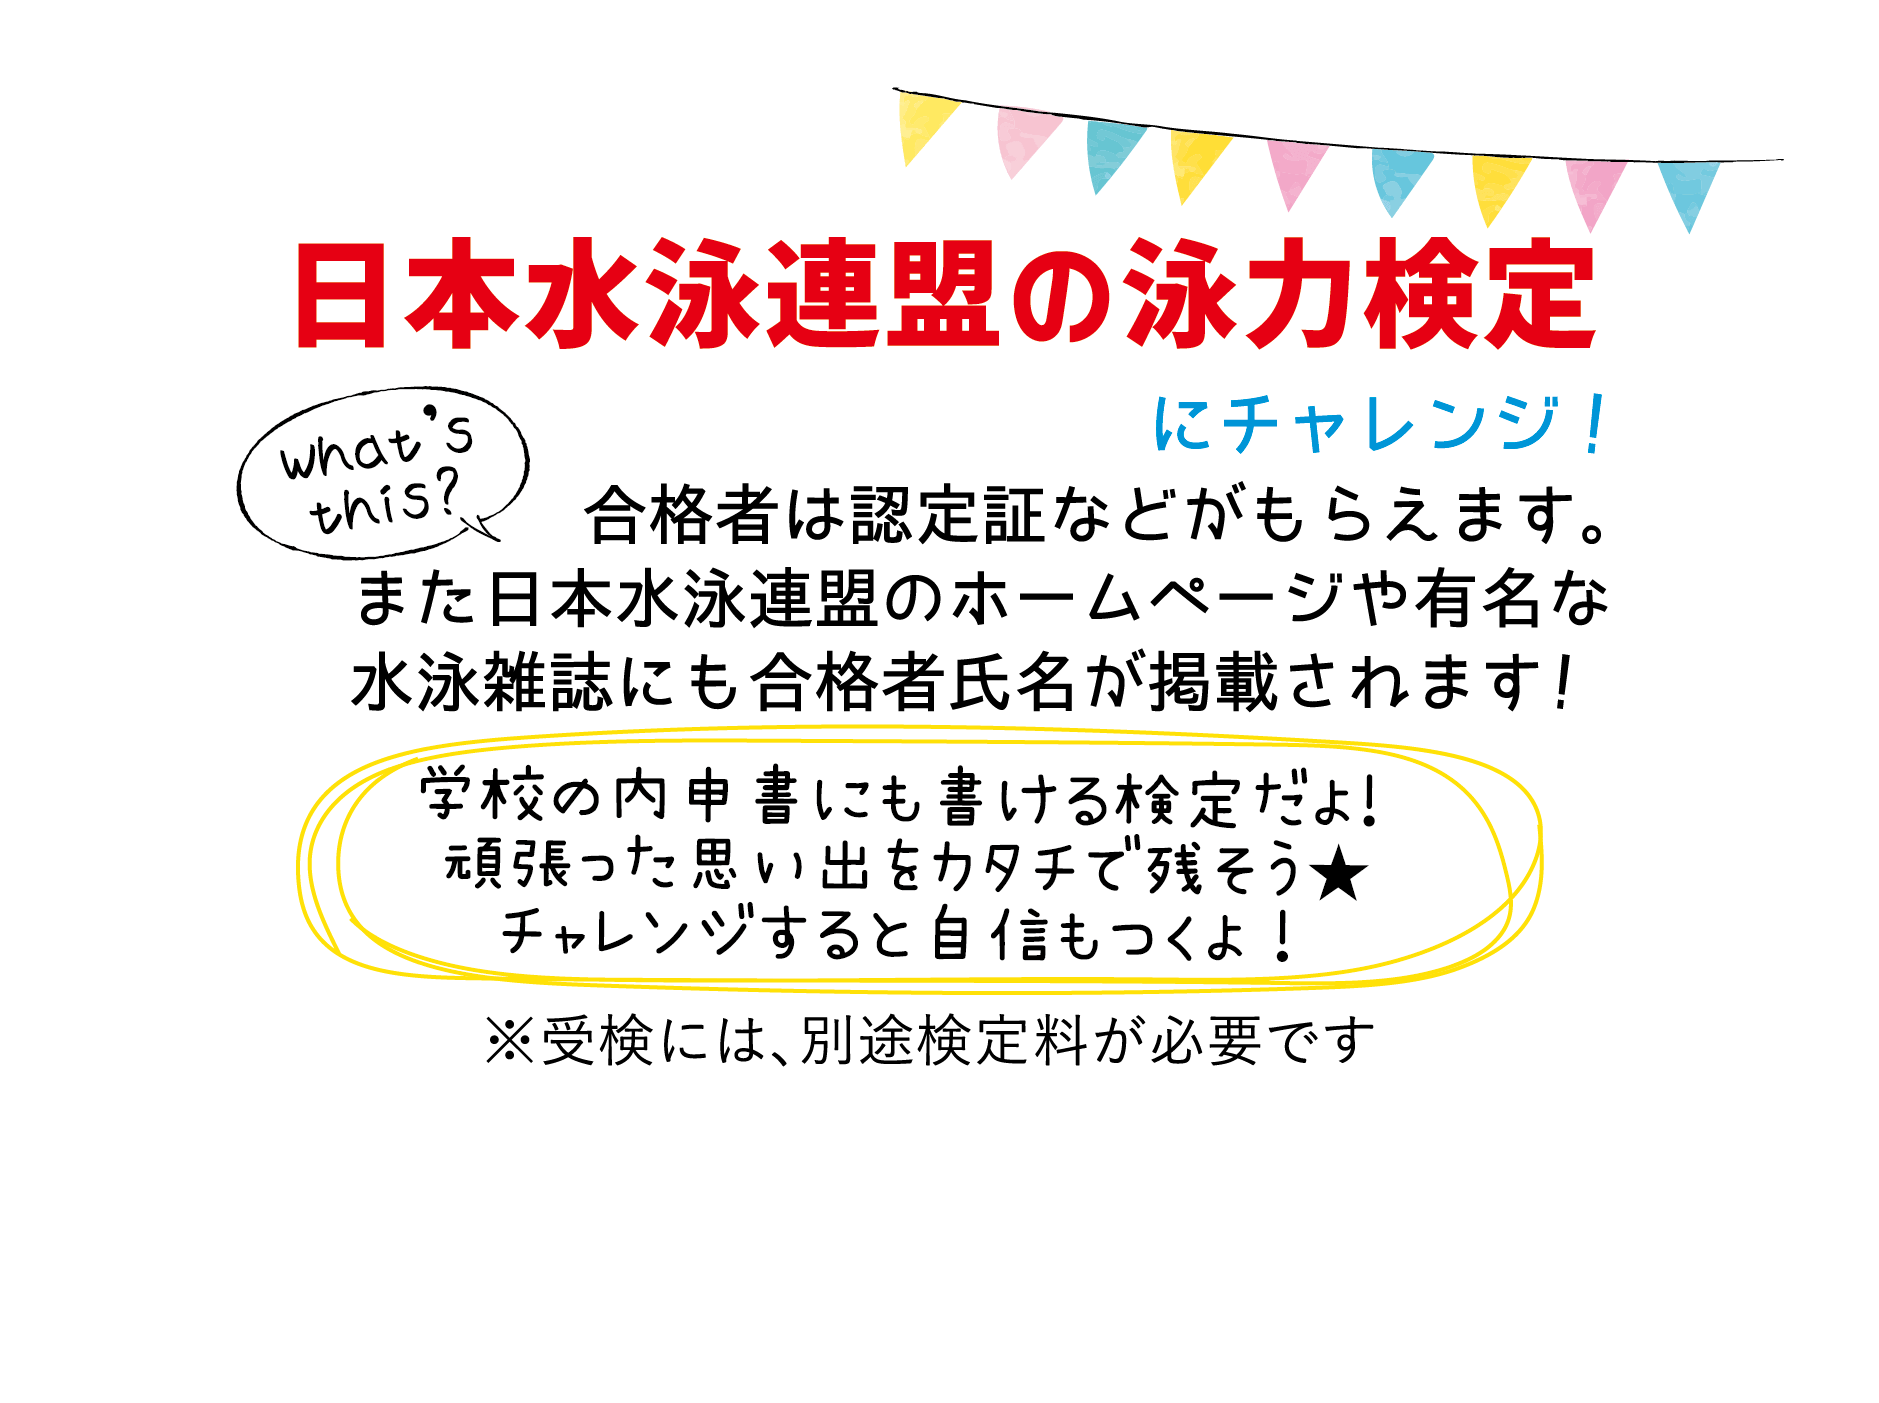 日本水泳連盟の泳力検定
にチャレンジ！
what's
this?
合格者は認定証などがもらえます。
また日本水泳連盟のホームページや有名な
水泳雑誌にも合格者氏名が掲載されます！
学校の内申書にも書ける検定だよ！
頑張った思い出をカタチで残そう★
チャレンジすると自信もつくよ！
※受検には、別途検定料が必要です